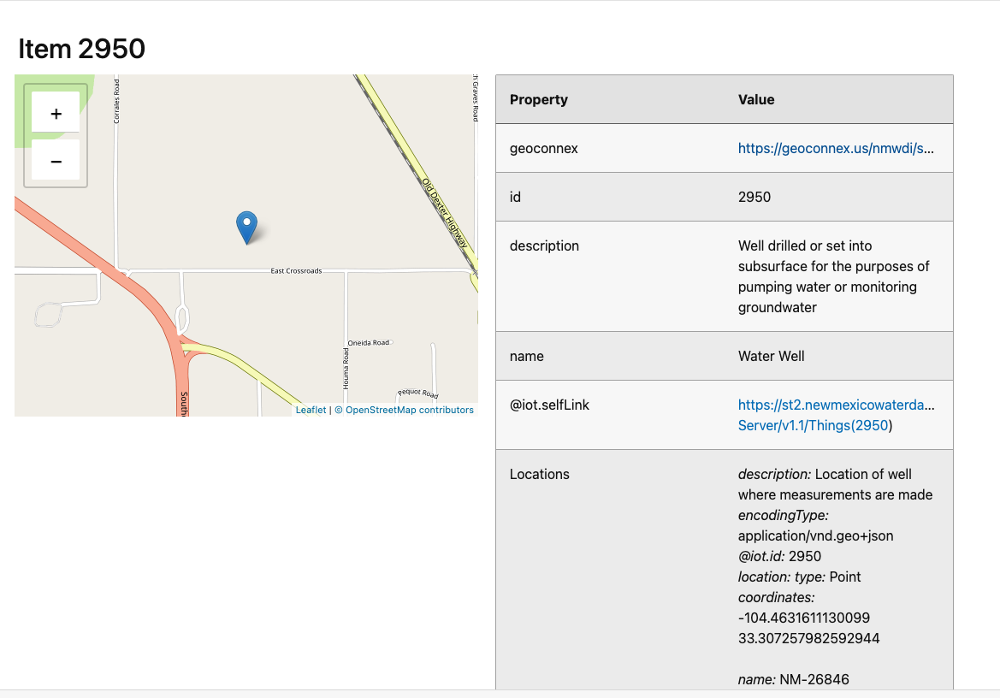 Item 2950
+
−
Corrales Road
h Graves Road
Old Dexter Highway
East Crossroads
Oneida Road
Houma Road
Pequot Road
South
Leaflet | © OpenStreetMap contributors
Property Value
geoconnex https://geoconnex.us/nmwdi/s...
id 2950
description Well drilled or set into
subsurface for the purposes of
pumping water or monitoring
groundwater
name Water Well
@iot.selfLink https://st2.newmexicowaterda...
Server/v1.1/Things(2950)
Locations description: Location of well
where measurements are made
encodingType:
application/vnd.geo+json
@iot.id: 2950
location: type: Point
coordinates:
-104.4631611130099
33.307257982592944
name: NM-26846